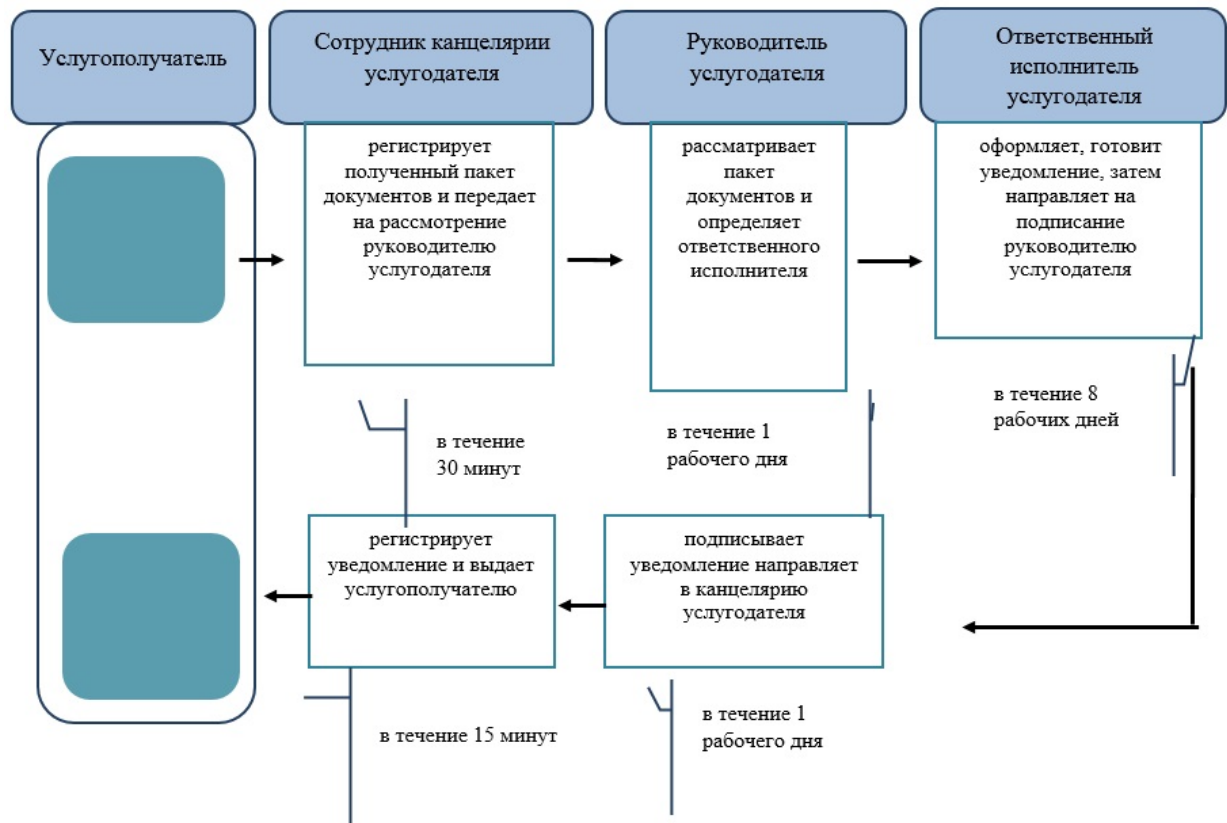 Услугополучатель
Сотрудник канцелярии
услугодателя
Руководитель
услугодателя
Ответственный
исполнитель
услугодателя
регистрирует
полученный пакет
документов и передает
на рассмотрение
руководителю
услугодателя
рассматривает
пакет
документов и
определяет
ответственного
исполнителя
оформляет, готовит
уведомление, затем
направляет на
подписание
руководителю
услугодателя
в течение
30 минут
в течение 1
рабочего дня
в течение 8
рабочих дней
регистрирует
уведомление и выдает
услугополучателю
подписывает
уведомление направляет
в канцелярию
услугодателя
в течение 15 минут
в течение 1
рабочего дня